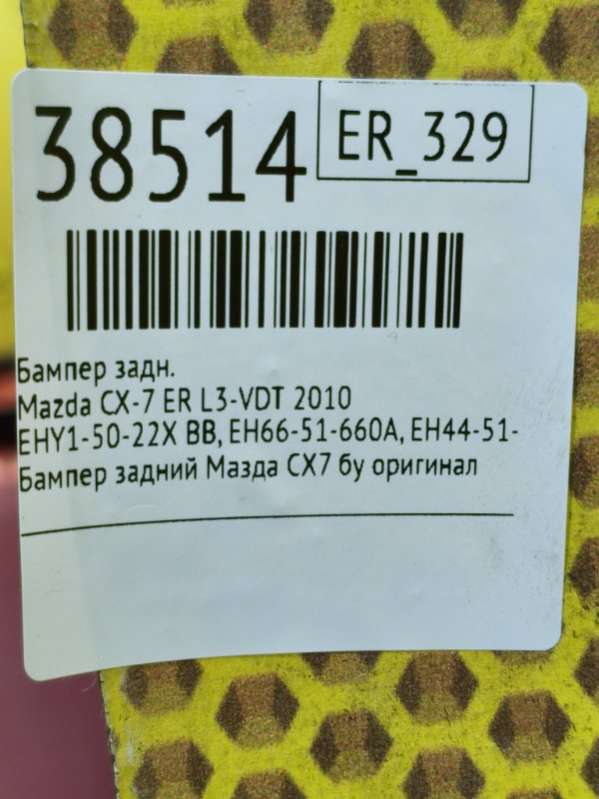 38514
ER_329
Бампер задн.
Mazda CX-7 ER L3-VDT 2010
EHY1-50-22X BB, EH66-51-660A, EH44-51-
Бампер задний Мазда CX7 бу оригинал